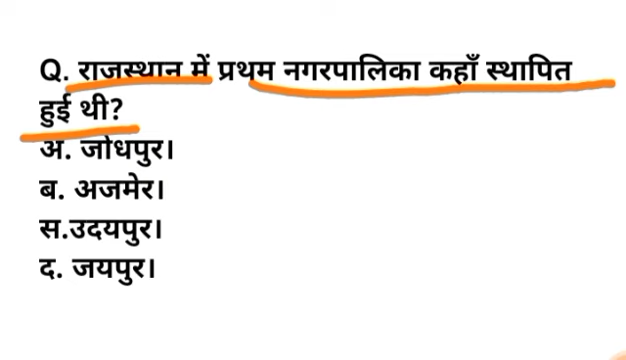 Q. राजस्थान में प्रथम नगरपालिका कहाँ स्थापित
हुई थी?
अ. जोधपुर।
ब. अजमेर।
स.उदयपुर।
द. जयपुर।